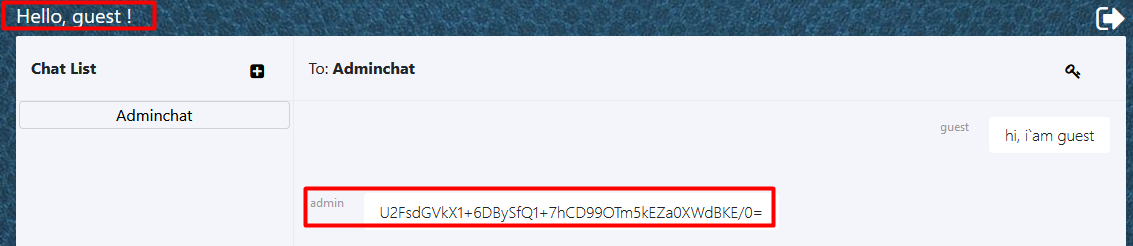 Hello, guest !
Chat List
To: Adminchat
Adminchat
guest
hi, i`am guest
admin
U2FsdGVkX1+6DBySfQ1+7hCD99OTm5kEZa0XWdBKE/0=